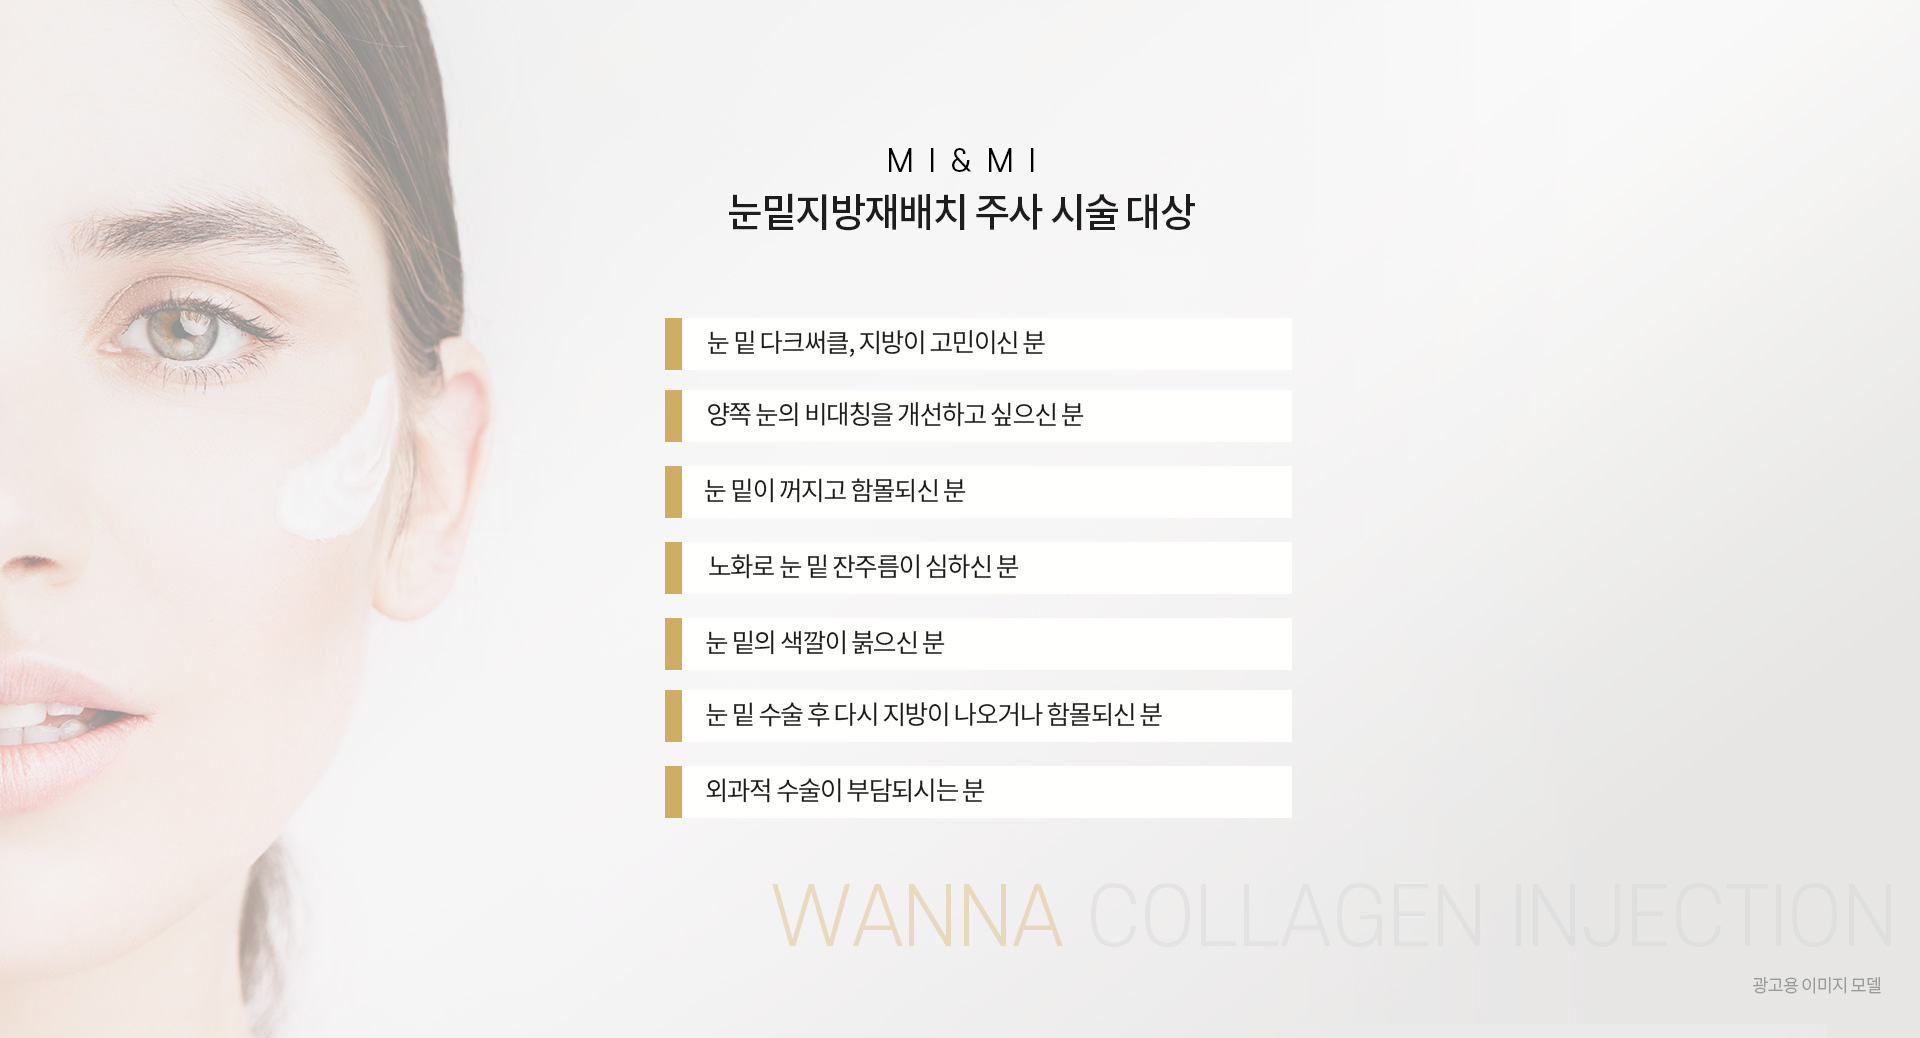 MI&MI
눈밑지방재배치 주사 시술 대상
눈 밑 다크써클, 지방이 고민이신 분
양쪽 눈의 비대칭을 개선하고 싶으신 분
눈 밑이 꺼지고 함몰되신 분
노화로 눈 밑 잔주름이 심하신 분
눈 밑의 색깔이 붉으신 분
눈 밑 수술 후 다시 지방이 나오거나 함몰되신 분
외과적 수술이 부담되시는 분
WANNA COLLAGEN INJECTION
광고용 이미지 모델